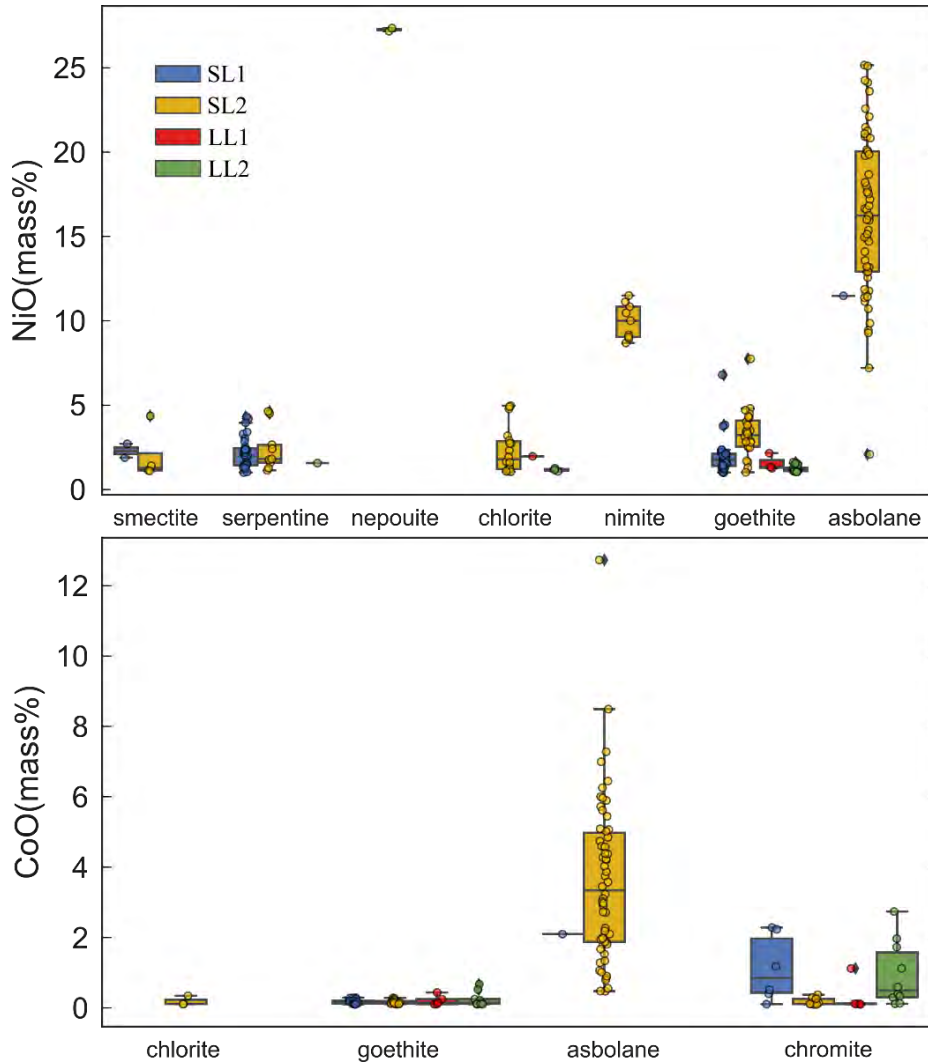 NiO(mass%)
25
20
15
10
5
0
SL1
SL2
LL1
LL2
smectite serpentine nepouite chlorite nimite goethite asbolane
CoO(mass%)
12
10
8
6
4
2
0
chlorite goethite asbolane chromite